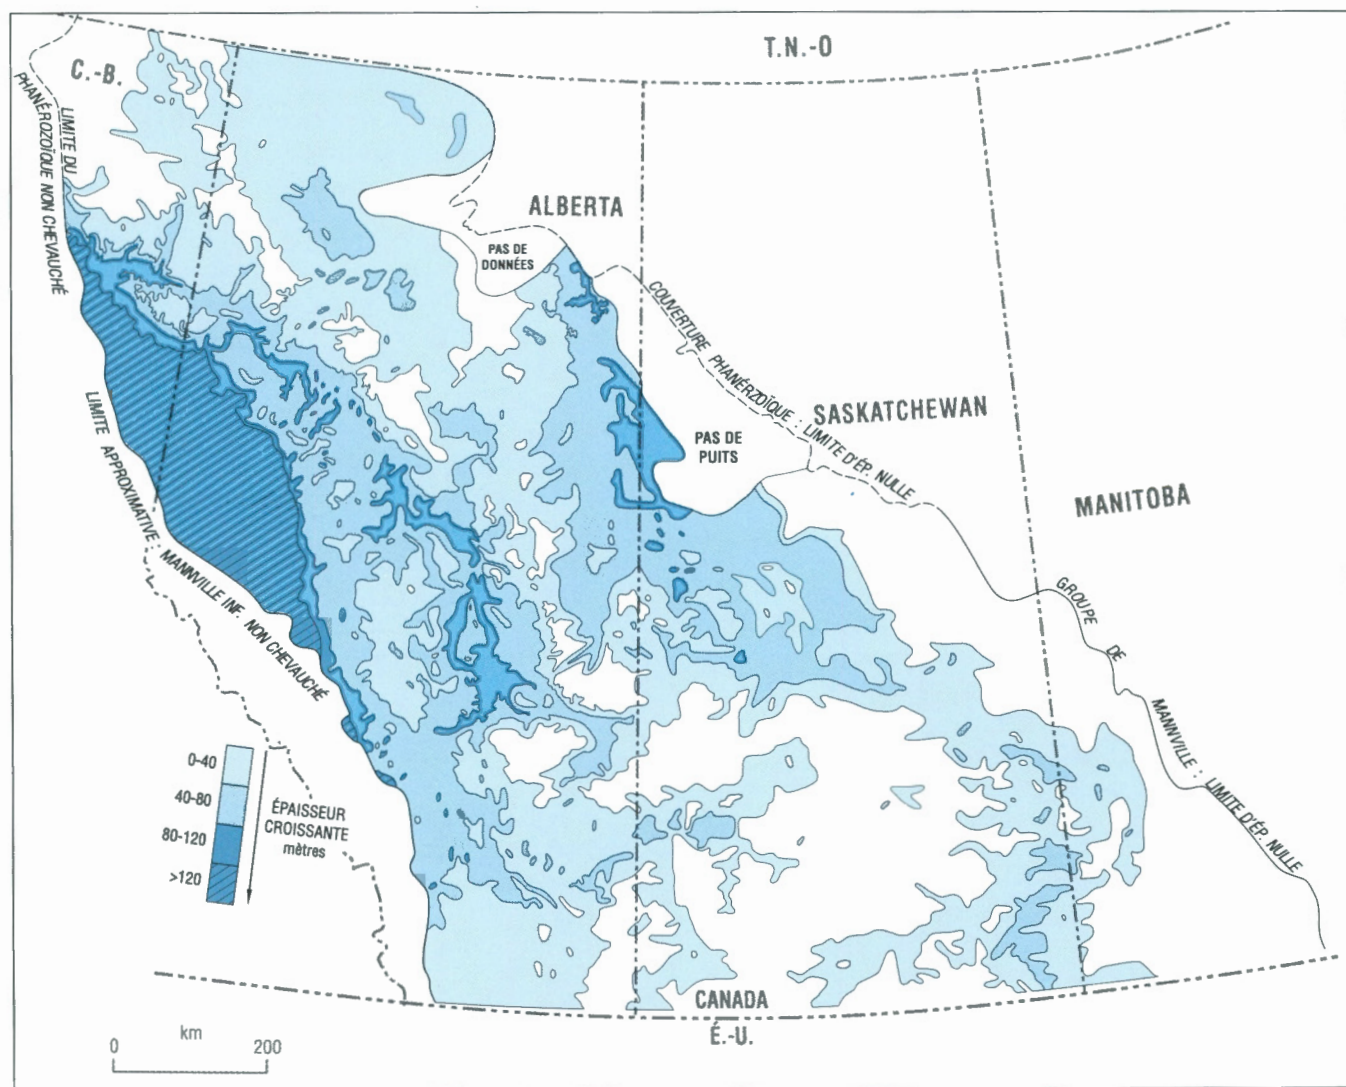 T.N.-O
C.-B.
LIMITE DU
PHANÉROZOÏQUE NON CHEVAUCHÉ
ALBERTA
PAS DE
DONNÉES
COUVERTURE PHANÉRZOÏQUE : LIMITE D'ÉP. NULLE
SASKATCHEWAN
PAS DE
PUITS
MANITOBA
LIMITE APPROXIMATIVE : MANNVILLE INF. NON CHEVAUCHÉ
GROUPE DE MANNVILLE : LIMITE D'ÉP. NULLE
0-40
40-80
80-120
>120
ÉPAISSEUR
CROISSANTE
mètres
CANADA
É.-U.
km
0 200